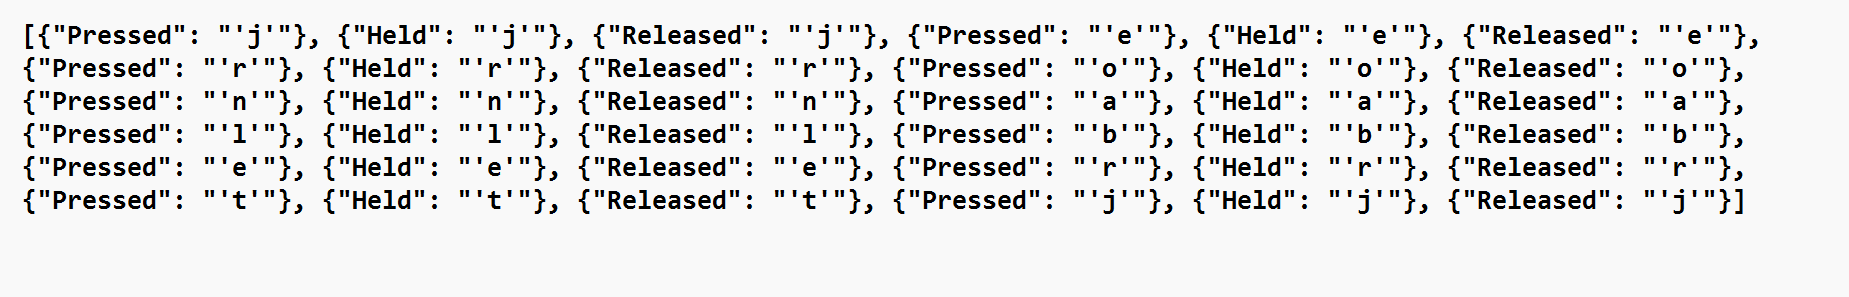 [{"Pressed": "'j'"}, {"Held": "'j'"}, {"Released": "'j'"}, {"Pressed": "'e'"}, {"Held": "'e'"}, {"Released": "'e'"},
{"Pressed": "'r'"}, {"Held": "'r'"}, {"Released": "'r'"}, {"Pressed": "'o'"}, {"Held": "'o'"}, {"Released": "'o'"},
{"Pressed": "'n'"}, {"Held": "'n'"}, {"Released": "'n'"}, {"Pressed": "'a'"}, {"Held": "'a'"}, {"Released": "'a'"},
{"Pressed": "'l'"}, {"Held": "'l'"}, {"Released": "'l'"}, {"Pressed": "'b'"}, {"Held": "'b'"}, {"Released": "'b'"},
{"Pressed": "'e'"}, {"Held": "'e'"}, {"Released": "'e'"}, {"Pressed": "'r'"}, {"Held": "'r'"}, {"Released": "'r'"},
{"Pressed": "'t'"}, {"Held": "'t'"}, {"Released": "'t'"}, {"Pressed": "'j'"}, {"Held": "'j'"}, {"Released": "'j'"}]